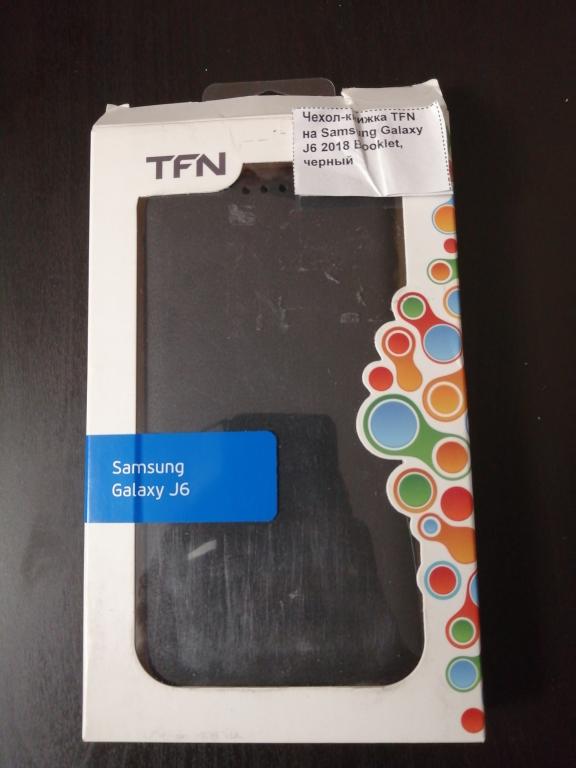 TFN
Чехол-книжка TFN
на Samsung Galaxy
J6 2018 Booklet,
черный
Samsung
Galaxy J6